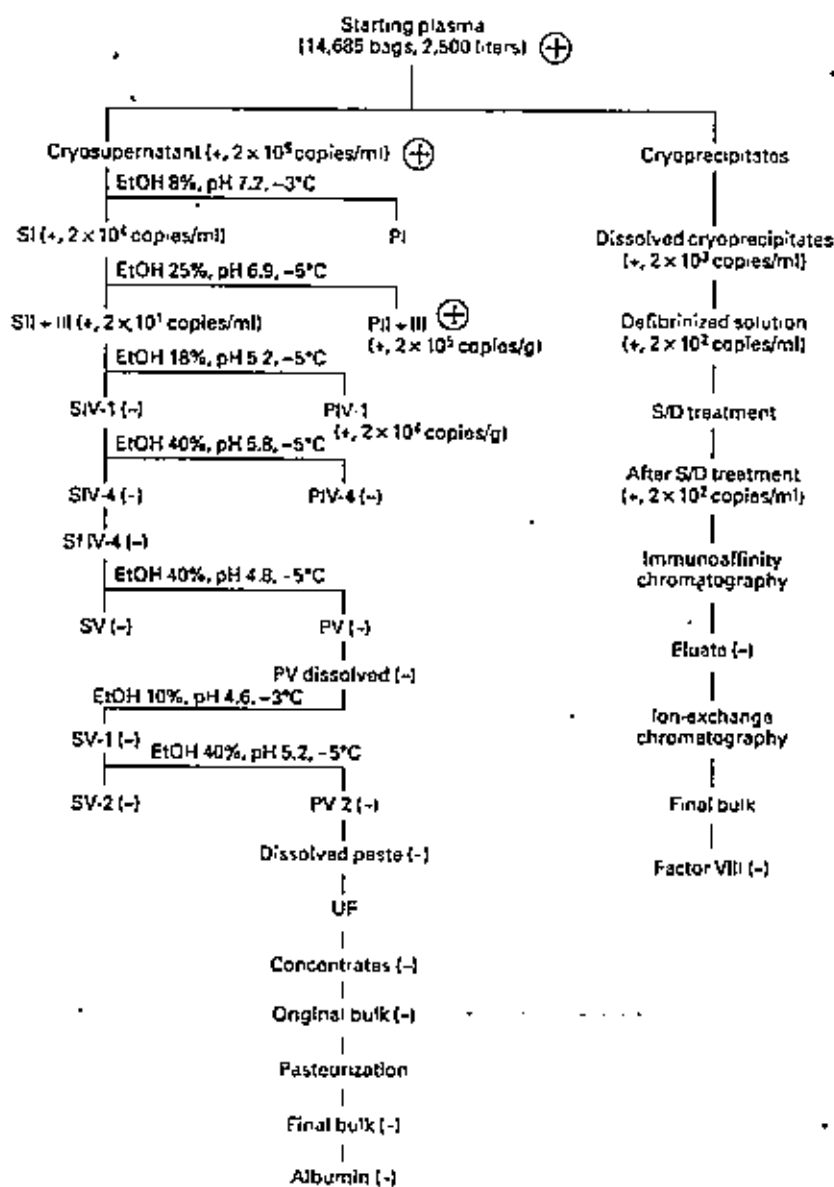 Starting plasma
(14,685 bags, 2,500 liters) ⊕
Cryosupernatant (+, 2 × 10⁵ copies/ml) ⊕
Cryoprecipitates
EtOH 8%, pH 7.2, –3°C
SI (+, 2 × 10⁴ copies/ml)
PI
Dissolved cryoprecipitates
(+, 2 × 10³ copies/ml)
EtOH 25%, pH 6.9, –5°C
SII + III (+, 2 × 10¹ copies/ml)
PII + III ⊕
(+, 2 × 10⁵ copies/g)
Defibrinized solution
(+, 2 × 10² copies/ml)
EtOH 18%, pH 5.2, –5°C
SIV-1 (–)
PIV-1
(+, 2 × 10⁴ copies/g)
S/D treatment
EtOH 40%, pH 5.8, –5°C
SIV-4 (–)
PIV-4 (–)
After S/D treatment
(+, 2 × 10² copies/ml)
Sf IV-4 (–)
EtOH 40%, pH 4.8, –5°C
Immunoaffinity
chromatography
SV (–)
PV (–)
Eluate (–)
PV dissolved (–)
EtOH 10%, pH 4.6, –3°C
SV-1 (–)
Ion-exchange
chromatography
EtOH 40%, pH 5.2, –5°C
SV-2 (–)
PV 2 (–)
Final bulk
Dissolved paste (–)
Factor VIII (–)
UF
Concentrates (–)
Original bulk (–)
Pasteurization
Final bulk (–)
Albumin (–)